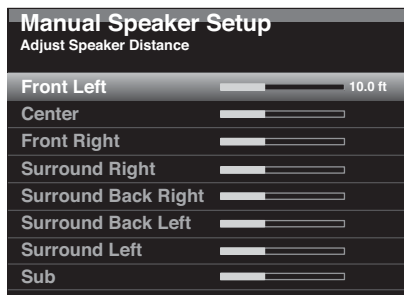 Manual Speaker Setup
Adjust Speaker Distance
Front Left 10.0 ft
Center
Front Right
Surround Right
Surround Back Right
Surround Back Left
Surround Left
Sub